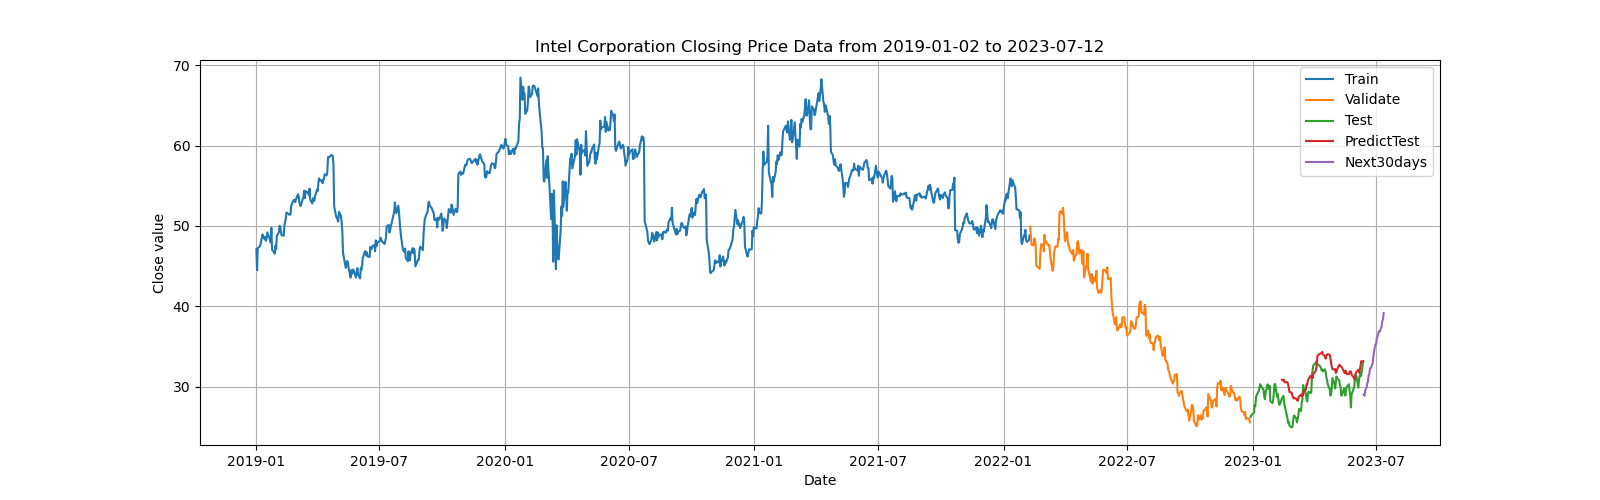 Intel Corporation Closing Price Data from 2019-01-02 to 2023-07-12
Train
Validate
Test
PredictTest
Next30days
Close value
70
60
50
40
30
2019-01
2019-07
2020-01
2020-07
2021-01
2021-07
2022-01
2022-07
2023-01
2023-07
Date